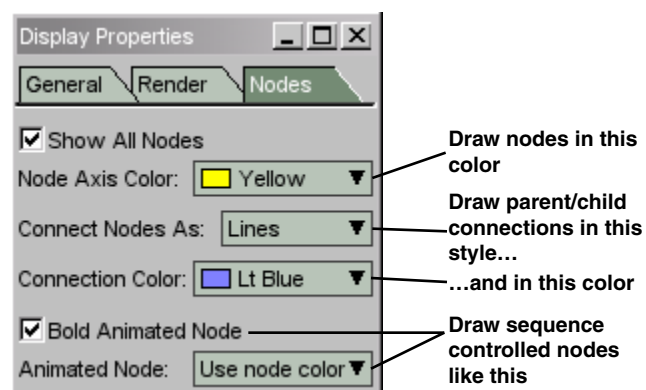 Display Properties
General Render Nodes
Show All Nodes
Node Axis Color: Yellow
Connect Nodes As: Lines
Connection Color: Lt Blue
Bold Animated Node
Animated Node: Use node color
Draw nodes in this
color
Draw parent/child
connections in this
style…
…and in this color
Draw sequence
controlled nodes
like this